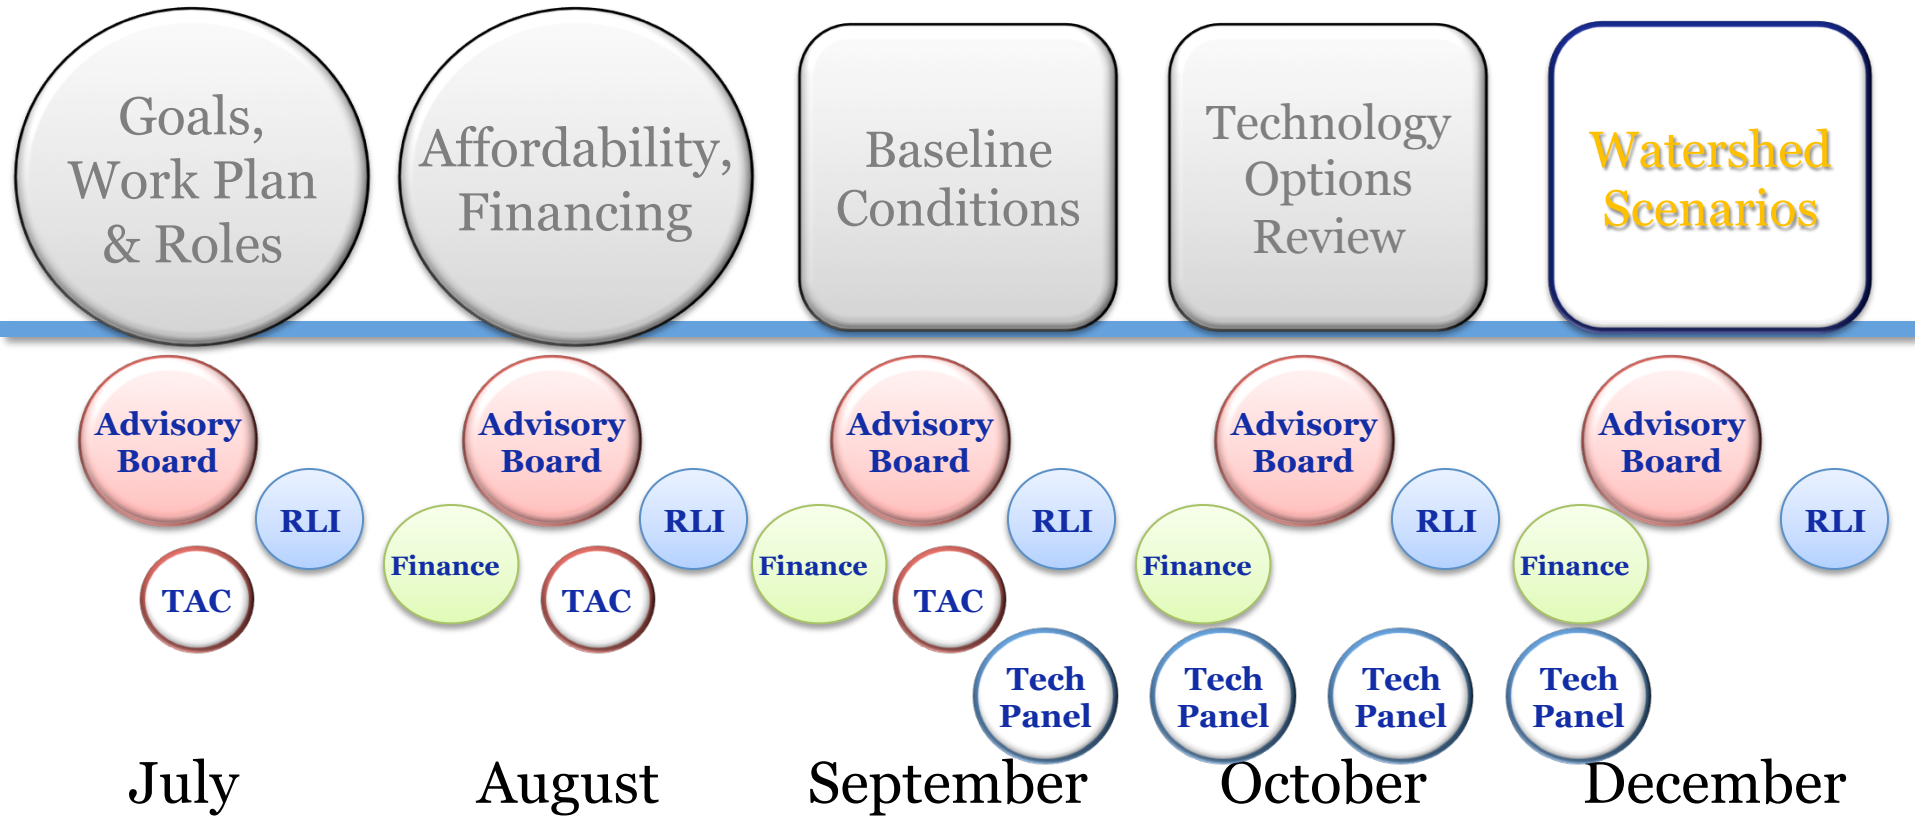 Goals,
Work Plan
& Roles
Affordability,
Financing
Baseline
Conditions
Technology
Options
Review
Watershed
Scenarios
Advisory
Board
RLI
TAC
Advisory
Board
RLI
Finance
TAC
Advisory
Board
RLI
Finance
TAC
Tech
Panel
Advisory
Board
RLI
Finance
Tech
Panel
Tech
Panel
Advisory
Board
RLI
Finance
Tech
Panel
July
August
September
October
December